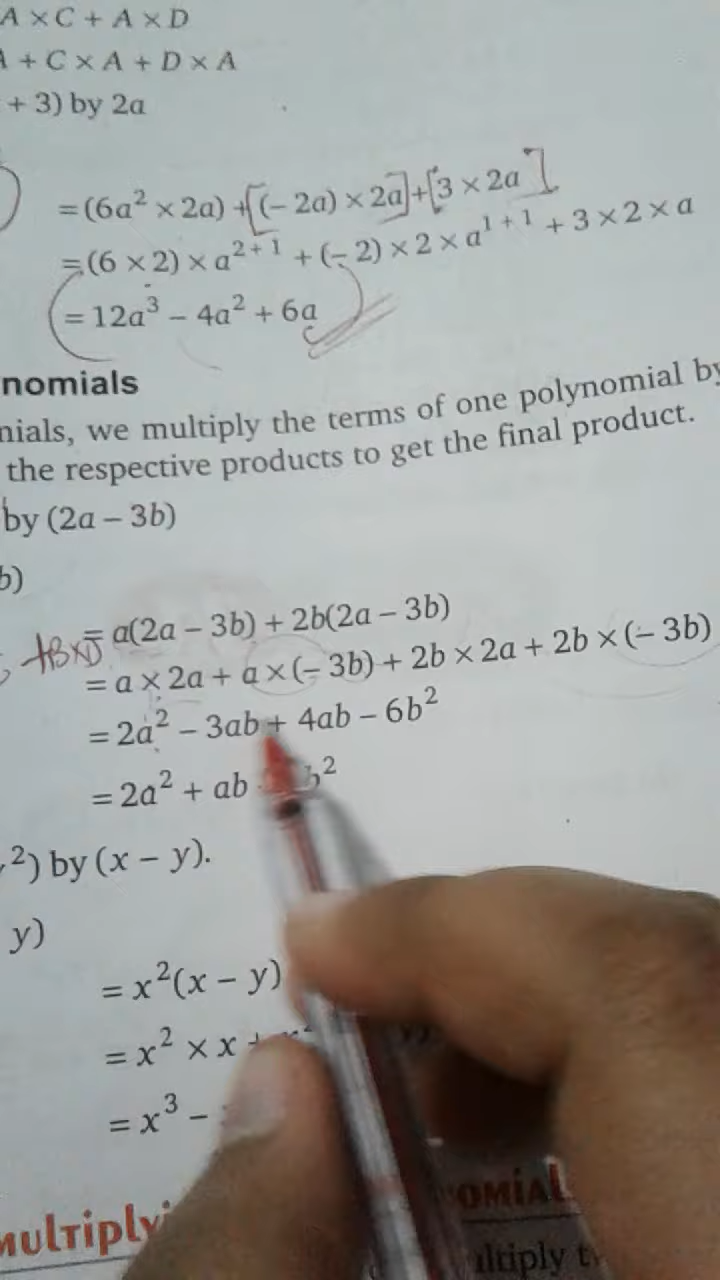 A × C + A × D
+ C × A + D × A
+ 3) by 2a
= (6a² × 2a) + [(– 2a) × 2a] + [3 × 2a]
= (6 × 2) × a²⁺¹ + (– 2) × 2 × a¹⁺¹ + 3 × 2 × a
= 12a³ – 4a² + 6a
nomials
nials, we multiply the terms of one polynomial by
the respective products to get the final product.
by (2a – 3b)
b)
= a(2a – 3b) + 2b(2a – 3b)
+B×D
= a × 2a + a × (– 3b) + 2b × 2a + 2b × (– 3b)
= 2a² – 3ab + 4ab – 6b²
= 2a² + ab b²
²) by (x – y).
y)
= x²(x – y)
= x² × x +
= x³ –
multiplyi
omial
ultiply